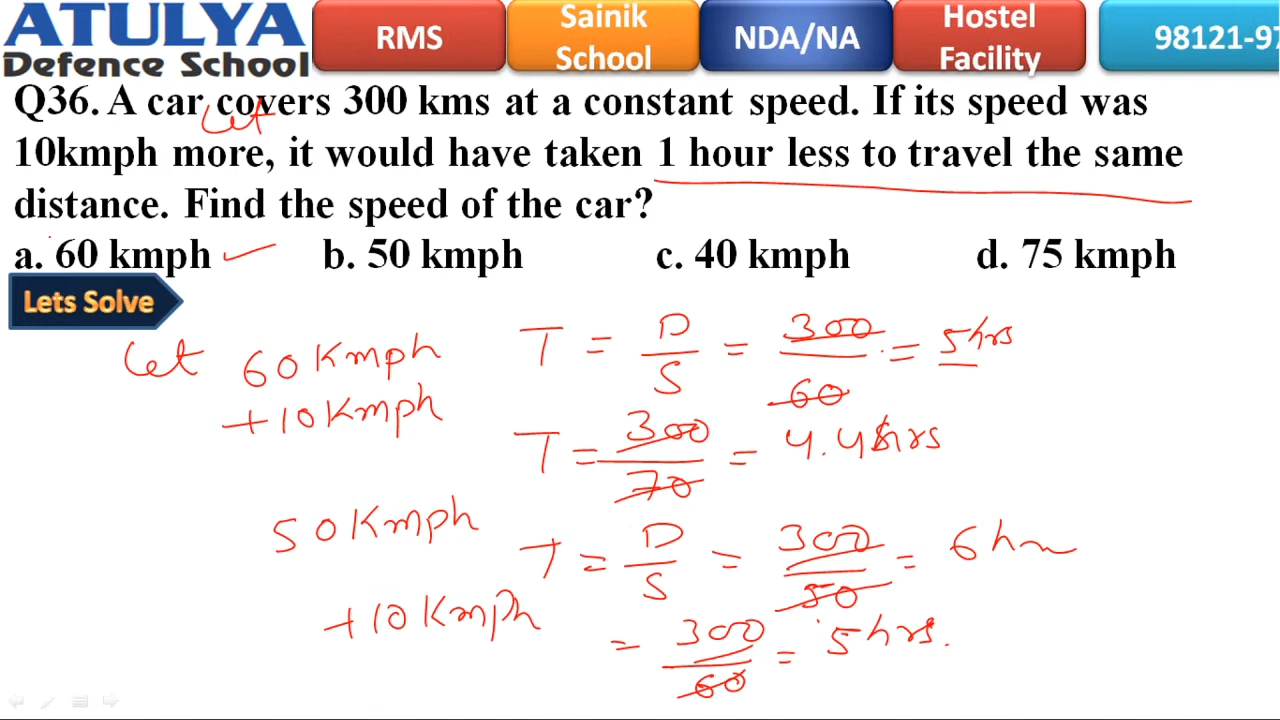 ATULYA
Defence School
RMS
Sainik
School
NDA/NA
Hostel
Facility
98121-9
Q36. A car covers 300 kms at a constant speed. If its speed was
Let
10kmph more, it would have taken 1 hour less to travel the same
distance. Find the speed of the car?
a. 60 kmph ✓ b. 50 kmph c. 40 kmph d. 75 kmph
Lets Solve
Let 60 Kmph T = D/S = 300/60 = 5 hrs
+10 Kmph
T = 300/70 = 4.4 hrs
50 Kmph T = D/S = 300/50 = 6 hrs
+10 Kmph = 300/60 = 5 hrs.